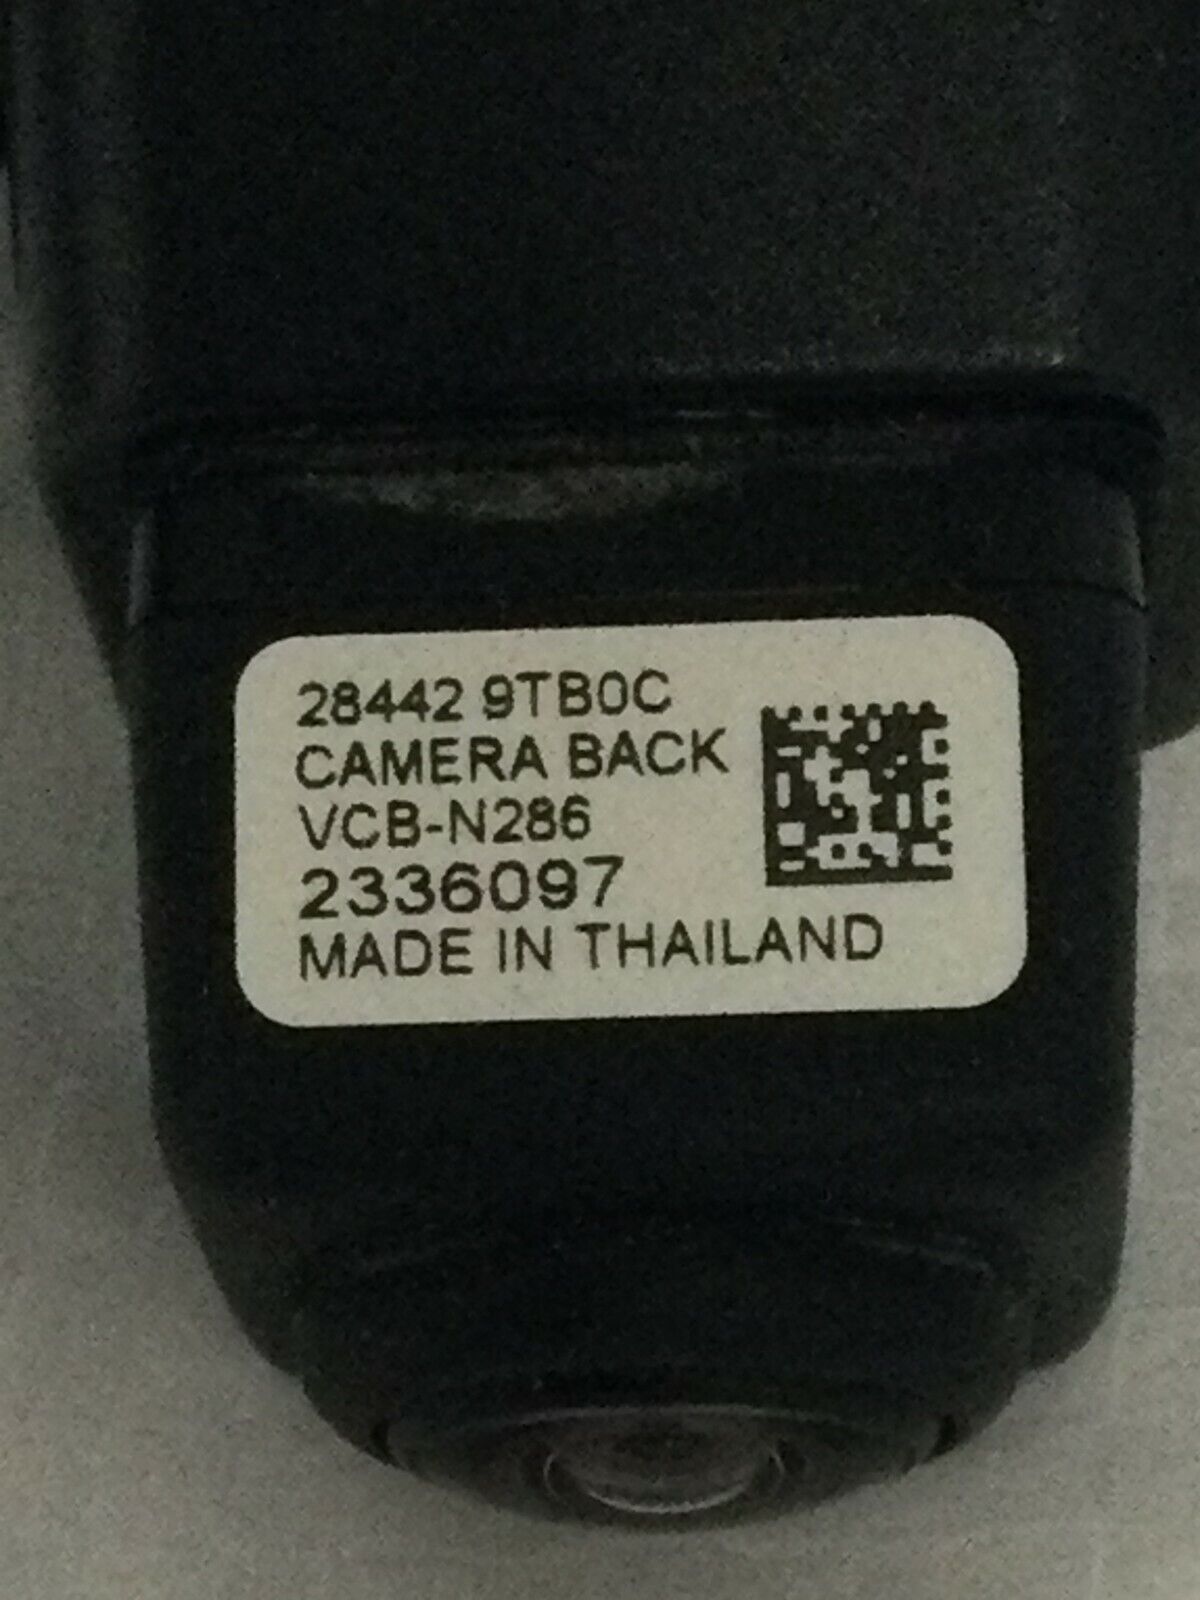 28442 9TB0C
CAMERA BACK
VCB-N286
2336097
MADE IN THAILAND